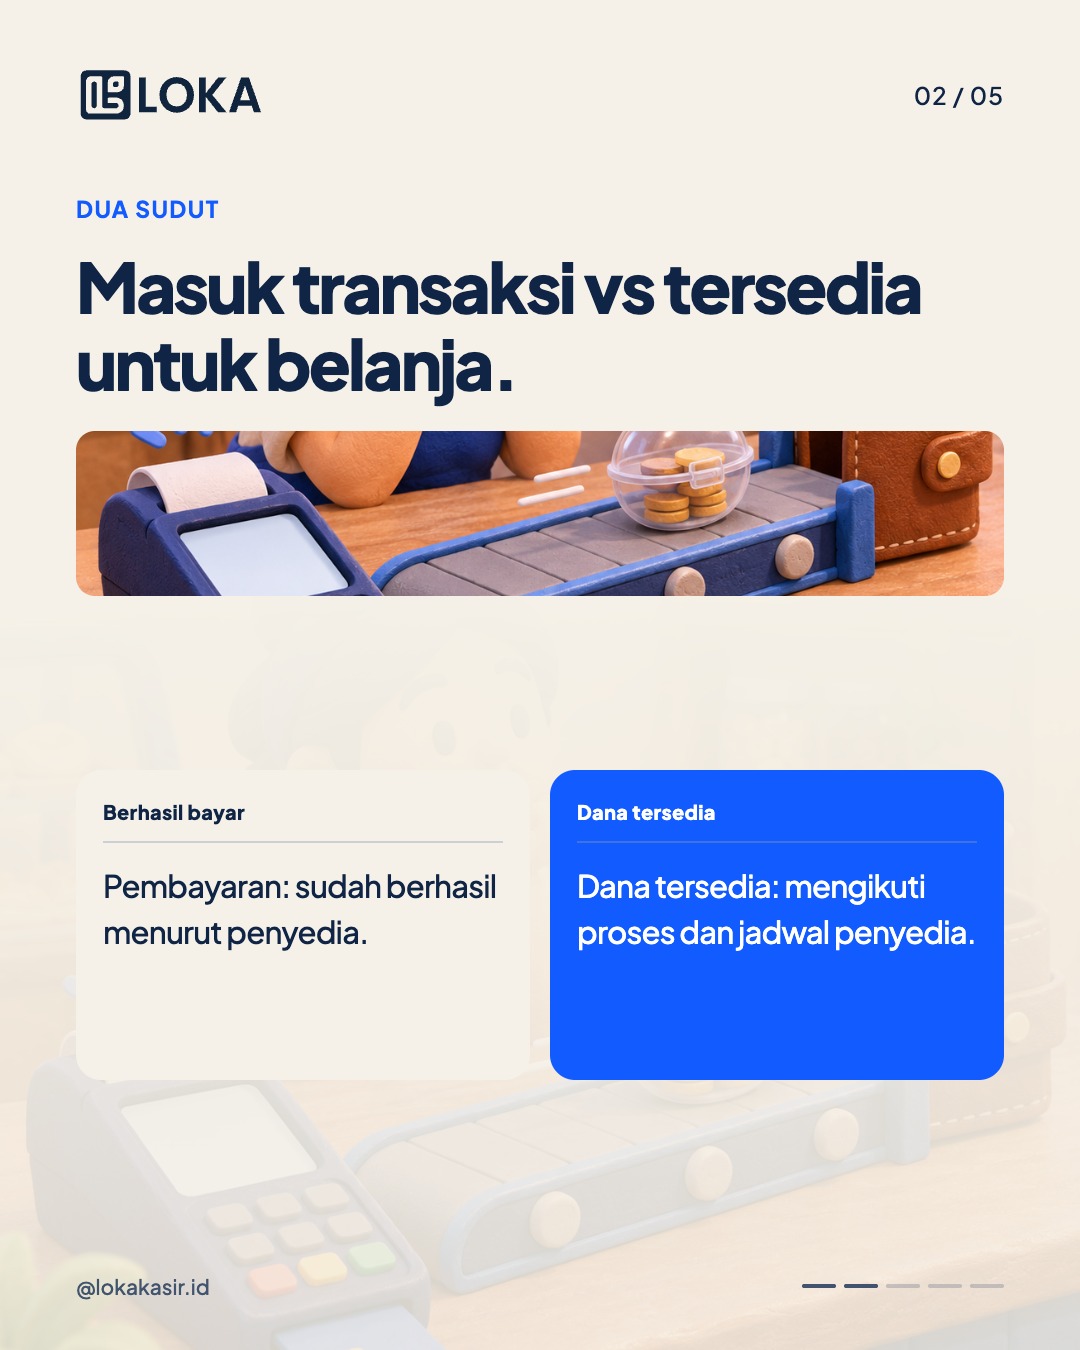 LOKA
02 / 05
DUA SUDUT
Masuk transaksi vs tersedia
untuk belanja.
Berhasil bayar
Pembayaran: sudah berhasil
menurut penyedia.
Dana tersedia
Dana tersedia: mengikuti
proses dan jadwal penyedia.
@lokakasir.id